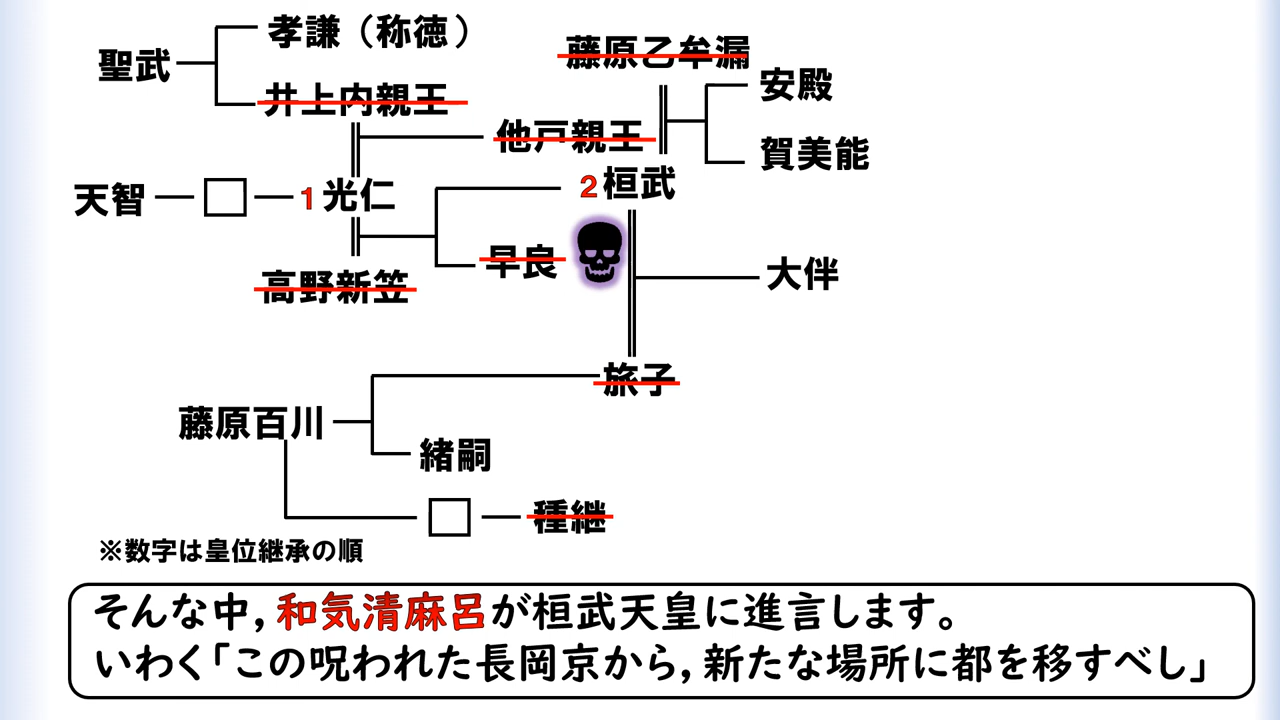 孝謙（称徳）
聖武
藤原乙牟漏
安殿
井上内親王
他戸親王
賀美能
天智
1光仁
2桓武
早良
高野新笠
大伴
旅子
藤原百川
緒嗣
種継
※数字は皇位継承の順
そんな中，和気清麻呂が桓武天皇に進言します。
いわく「この呪われた長岡京から，新たな場所に都を移すべし」